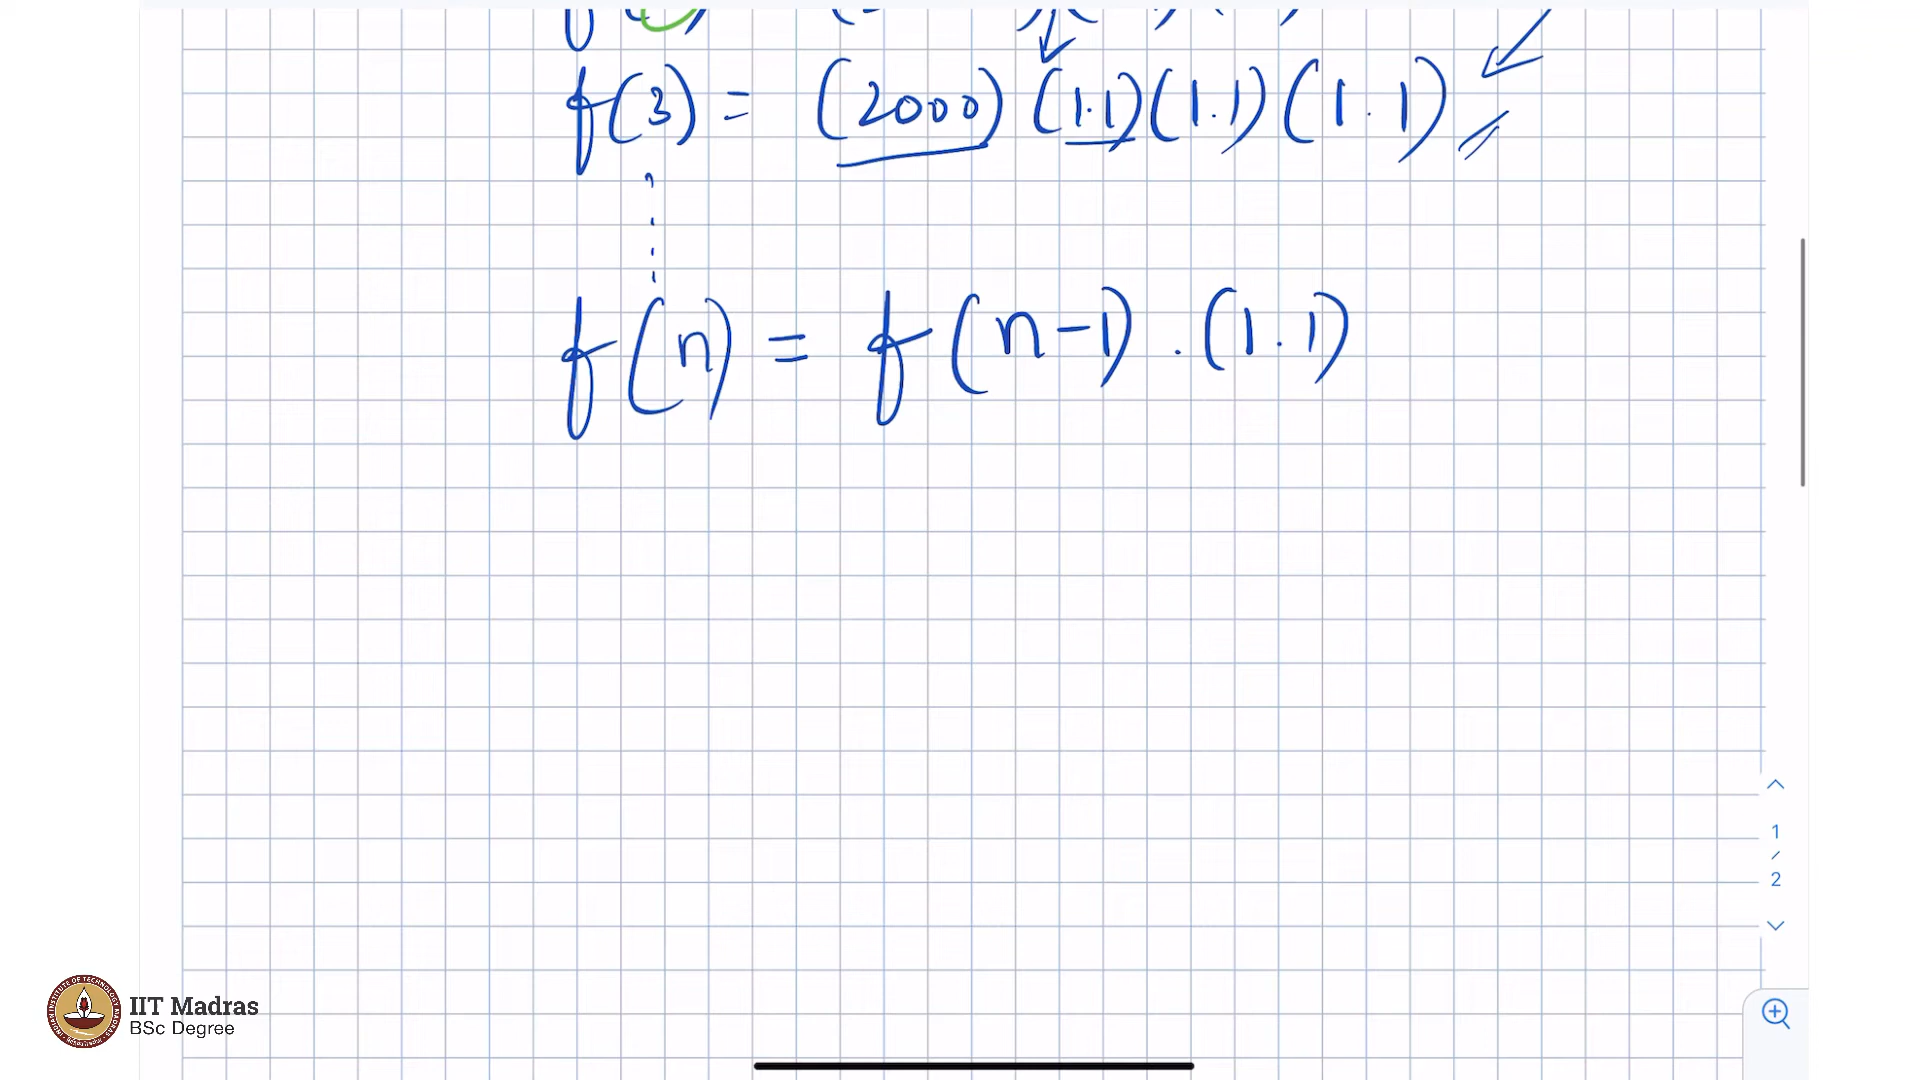 f(3) = (2000) (1.1) (1.1) (1.1)
f(n) = f(n-1) . (1.1)
1
/
2
IIT Madras
BSc Degree